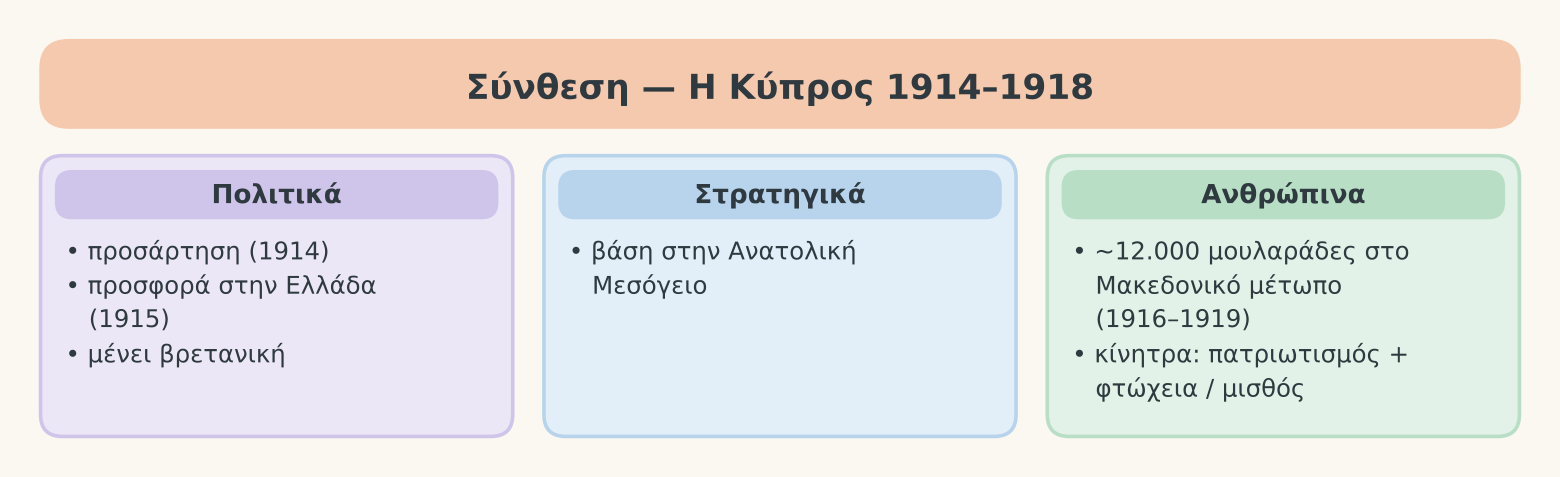 Σύνθεση — Η Κύπρος 1914–1918
Πολιτικά
• προσάρτηση (1914)
• προσφορά στην Ελλάδα
(1915)
• μένει βρετανική
Στρατηγικά
• βάση στην Ανατολική
Μεσόγειο
Ανθρώπινα
• ~12.000 μουλαράδες στο
Μακεδονικό μέτωπο
(1916–1919)
• κίνητρα: πατριωτισμός +
φτώχεια / μισθός